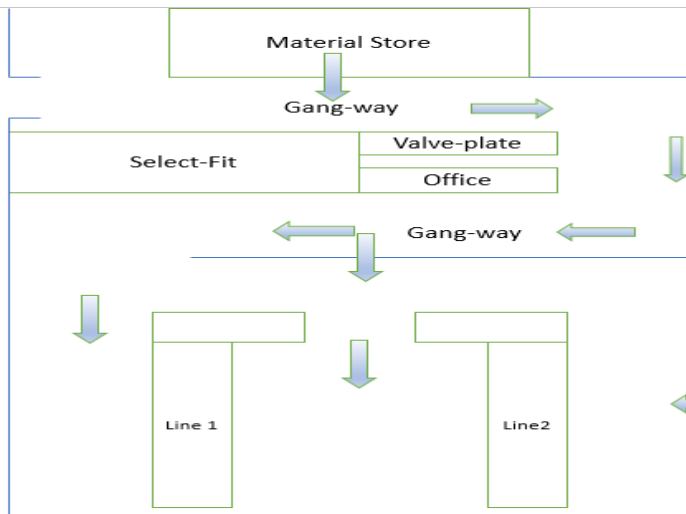 Material Store
Gang-way
Valve-plate
Select-Fit
Office
Gang-way
Line 1
Line2